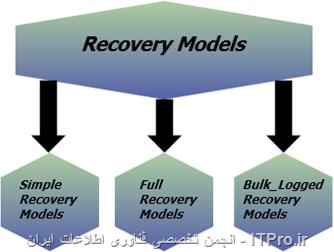 Recovery Models
Simple
Recovery
Models
Full
Recovery
Models
Bulk_Logged
Recovery
Models
ITPro.ir - انجمن تخصصی فناوری اطلاعات ایران